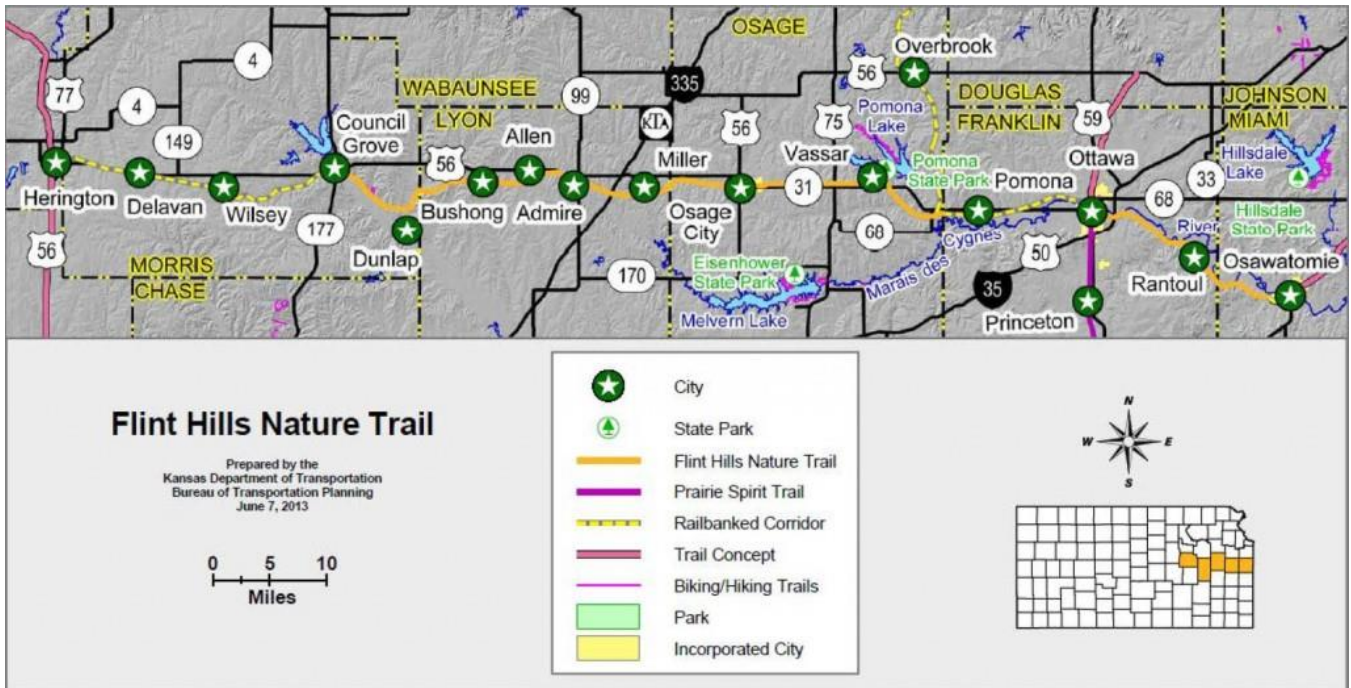 OSAGE
Overbrook
4
56
77
335
WABAUNSEE
99
DOUGLAS
JOHNSON
4
LYON
KTA
56
75
Pomona
Lake
FRANKLIN
59
MIAMI
149
Council
Grove
Allen
56
Miller
Vassar
Pomona
State Park
Pomona
Ottawa
Hillsdale
Lake
33
31
68
Herington
Delavan
Wilsey
Bushong
Admire
Osage
City
68
Cygnes
River
Hillsdale
State Park
177
Dunlap
50
56
MORRIS
CHASE
170
Eisenhower
State Park
Marais des
35
Rantoul
Osawatomie
Melvern Lake
Princeton
Flint Hills Nature Trail
Prepared by the
Kansas Department of Transportation
Bureau of Transportation Planning
June 7, 2013
0 5 10
Miles
City
State Park
Flint Hills Nature Trail
Prairie Spirit Trail
Railbanked Corridor
Trail Concept
Biking/Hiking Trails
Park
Incorporated City
N
W E
S